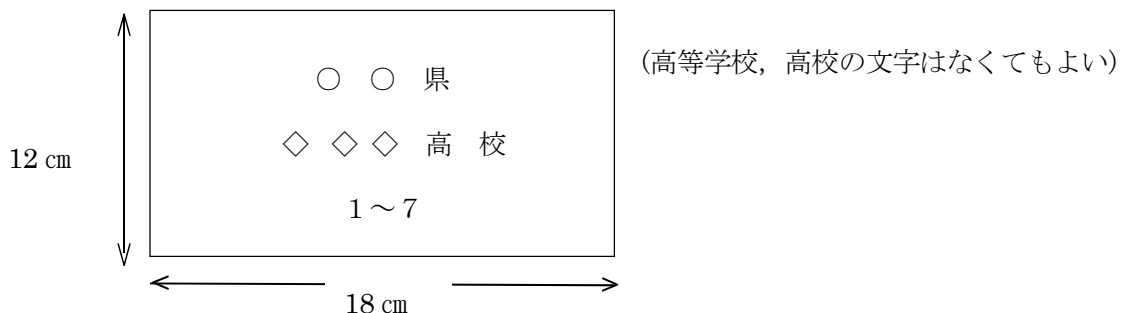 ○ ○ 県
(高等学校，高校の文字はなくてもよい)
◇ ◇ ◇ 高 校
12 ㎝
1～7
18 ㎝